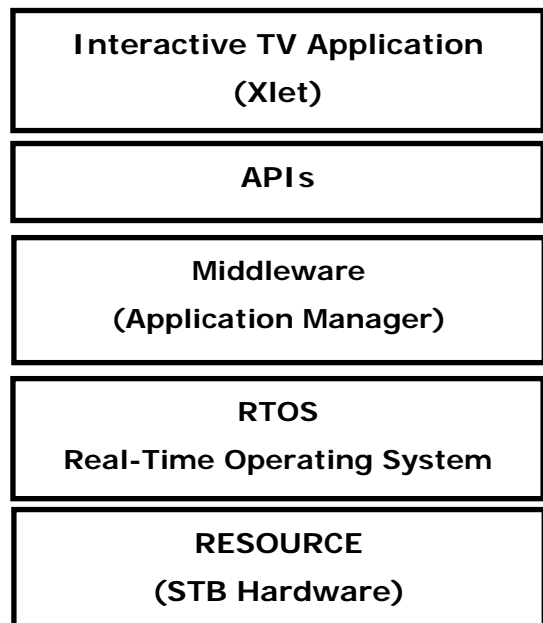 Interactive TV Application
(Xlet)
APIs
Middleware
(Application Manager)
RTOS
Real-Time Operating System
RESOURCE
(STB Hardware)